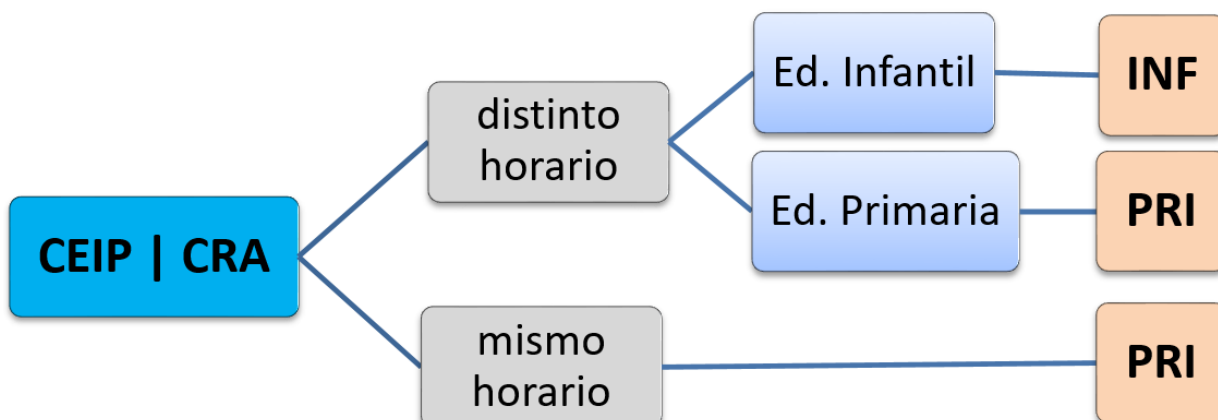 CEIP | CRA
distinto
horario
Ed. Infantil
INF
Ed. Primaria
PRI
mismo
horario
PRI